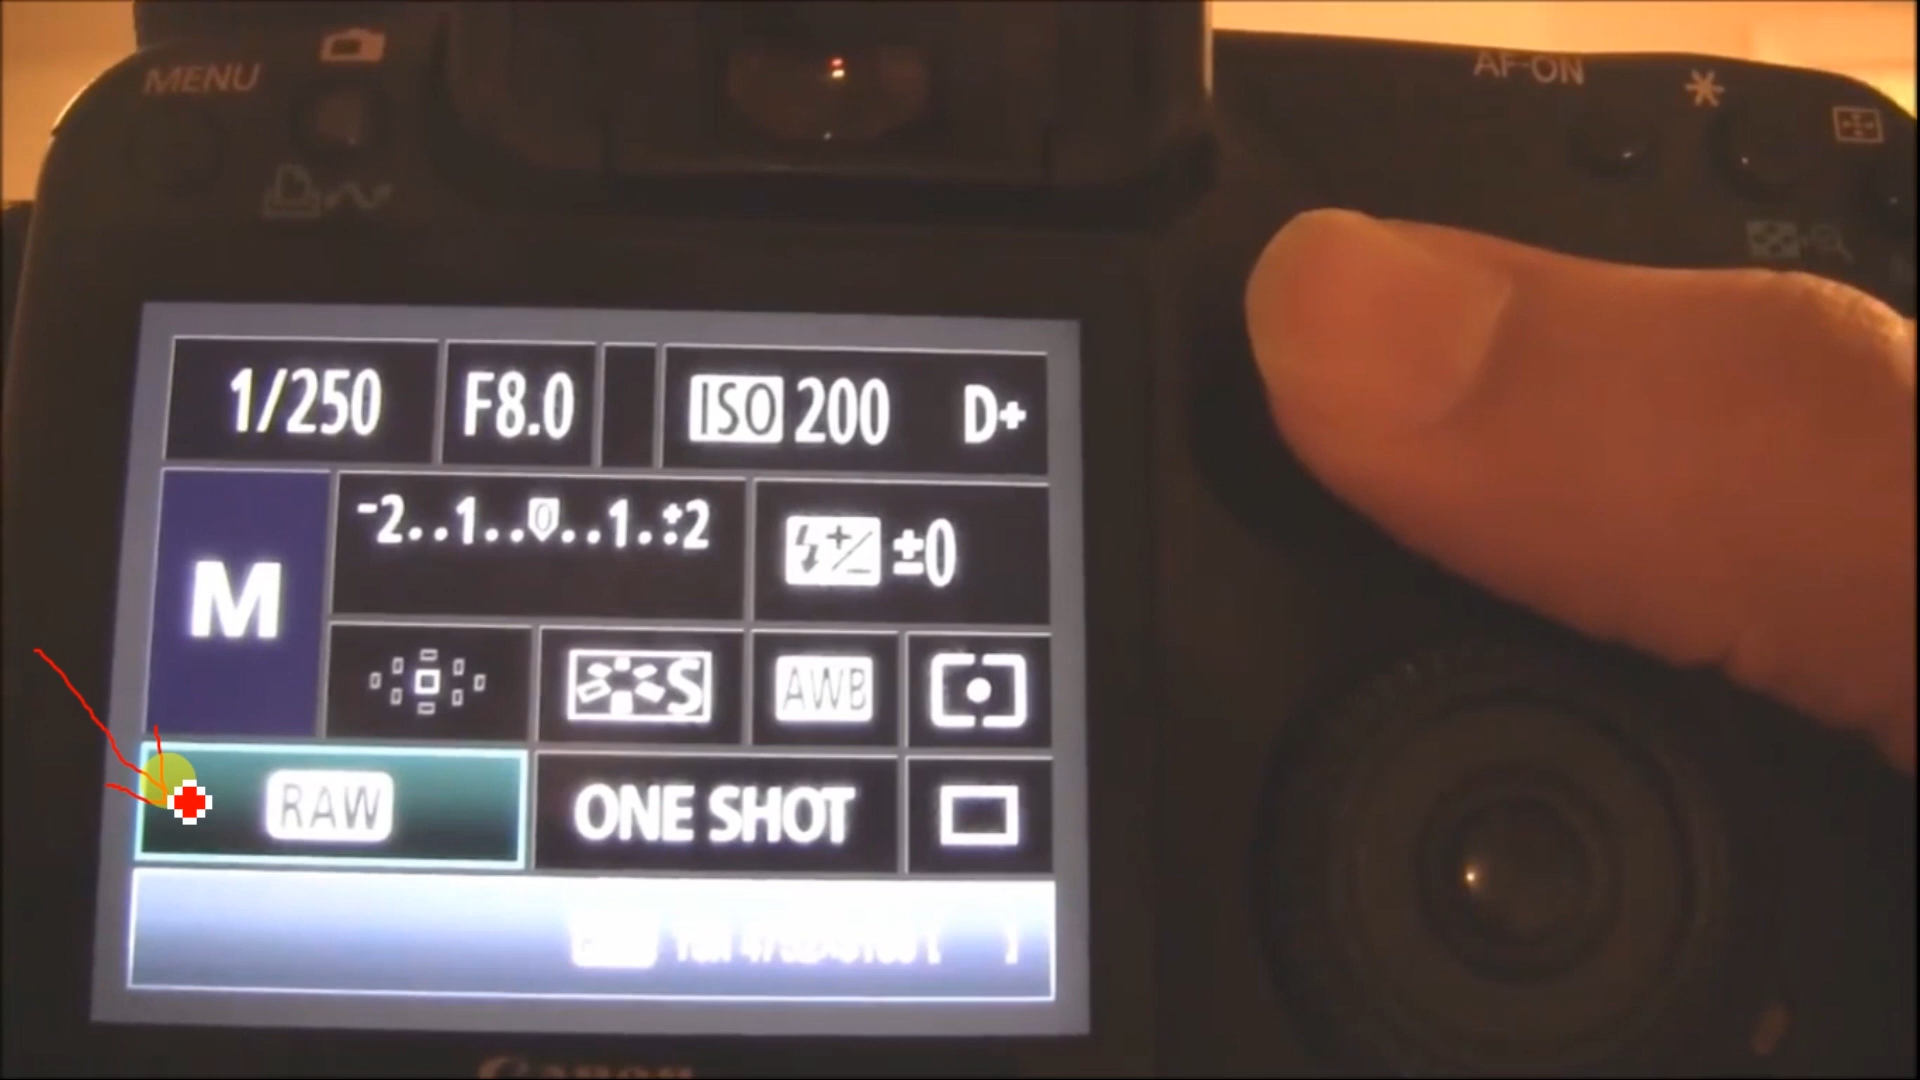 MENU
AF-ON
1/250 F8.0 ISO 200 D+
M -2..1..0..1.:+2 ±0
S AWB
RAW ONE SHOT
Canon